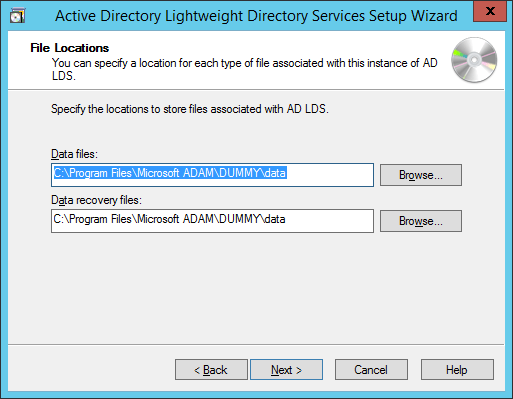 Active Directory Lightweight Directory Services Setup Wizard
X
File Locations
You can specify a location for each type of file associated with this instance of AD
LDS.
Specify the locations to store files associated with AD LDS.
Data files:
C:\Program Files\Microsoft ADAM\DUMMY\data
Browse...
Data recovery files:
C:\Program Files\Microsoft ADAM\DUMMY\data
Browse...
< Back
Next >
Cancel
Help